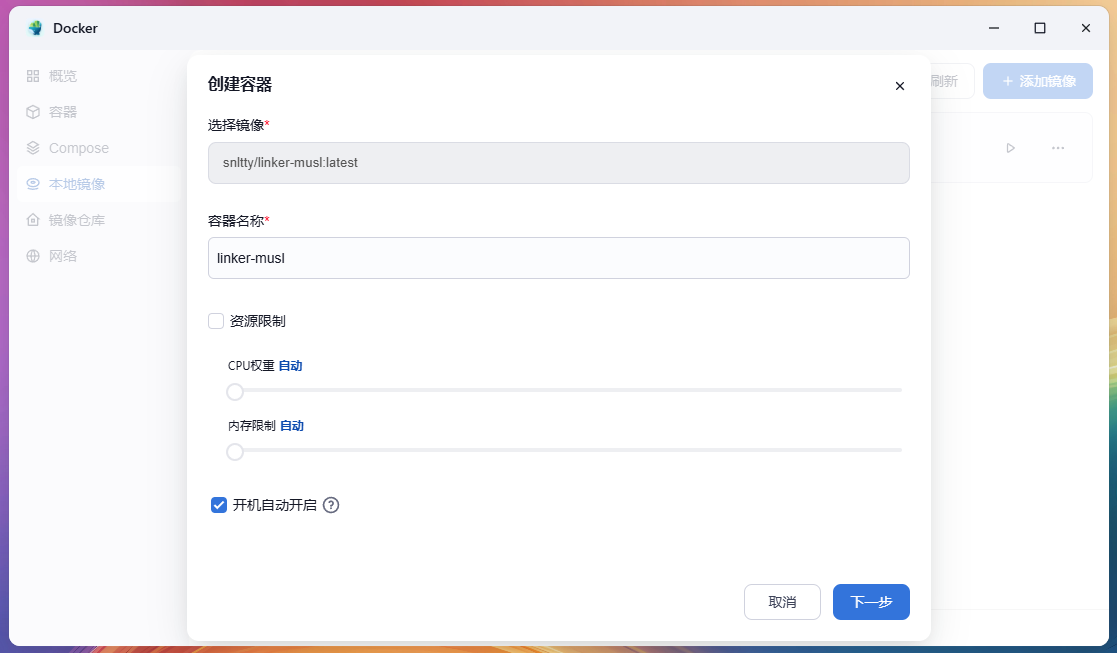 Docker
概览
容器
Compose
本地镜像
镜像仓库
网络
刷新
+ 添加镜像
创建容器
选择镜像*
snltty/linker-musl:latest
容器名称*
linker-musl
资源限制
CPU权重 自动
内存限制 自动
开机自动开启
取消
下一步